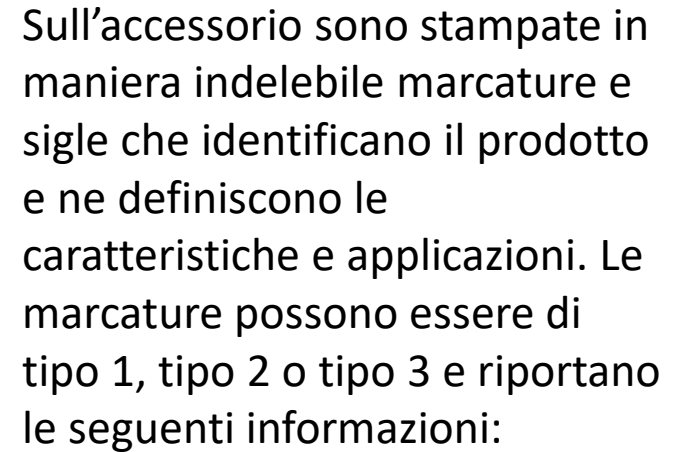 Sull’accessorio sono stampate in
maniera indelebile marcature e
sigle che identificano il prodotto
e ne definiscono le
caratteristiche e applicazioni. Le
marcature possono essere di
tipo 1, tipo 2 o tipo 3 e riportano
le seguenti informazioni: